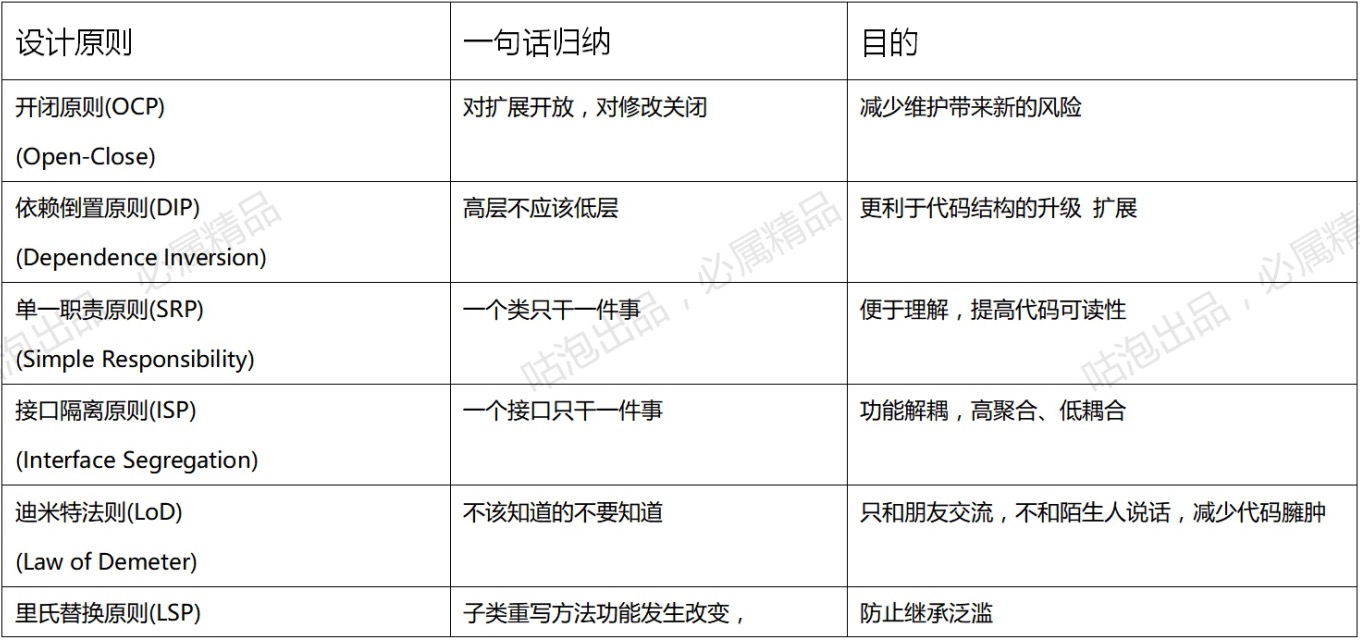 设计原则 一句话归纳 目的
开闭原则(OCP) 对扩展开放，对修改关闭 减少维护带来新的风险
(Open-Close)
依赖倒置原则(DIP) 高层不应该低层 更利于代码结构的升级 扩展
(Dependence Inversion)
单一职责原则(SRP) 一个类只干一件事 便于理解，提高代码可读性
(Simple Responsibility)
接口隔离原则(ISP) 一个接口只干一件事 功能解耦，高聚合、低耦合
(Interface Segregation)
迪米特法则(LoD) 不该知道的不要知道 只和朋友交流，不和陌生人说话，减少代码臃肿
(Law of Demeter)
里氏替换原则(LSP) 子类重写方法功能发生改变， 防止继承泛滥
泡出品，必属精品
咕泡出品，必属精品
咕泡出品，必属精